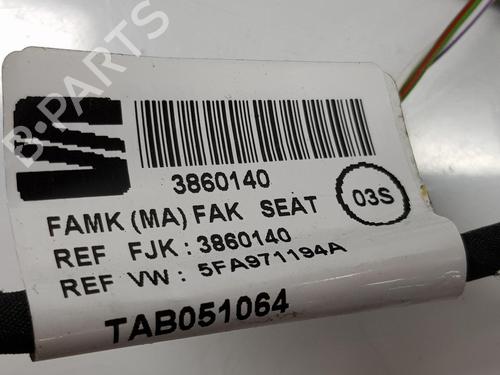 B-PARTS
3860140
FAMK (MA) FAK SEAT
03S
REF FJK : 3860140
REF VW : 5FA971194A
TAB051064